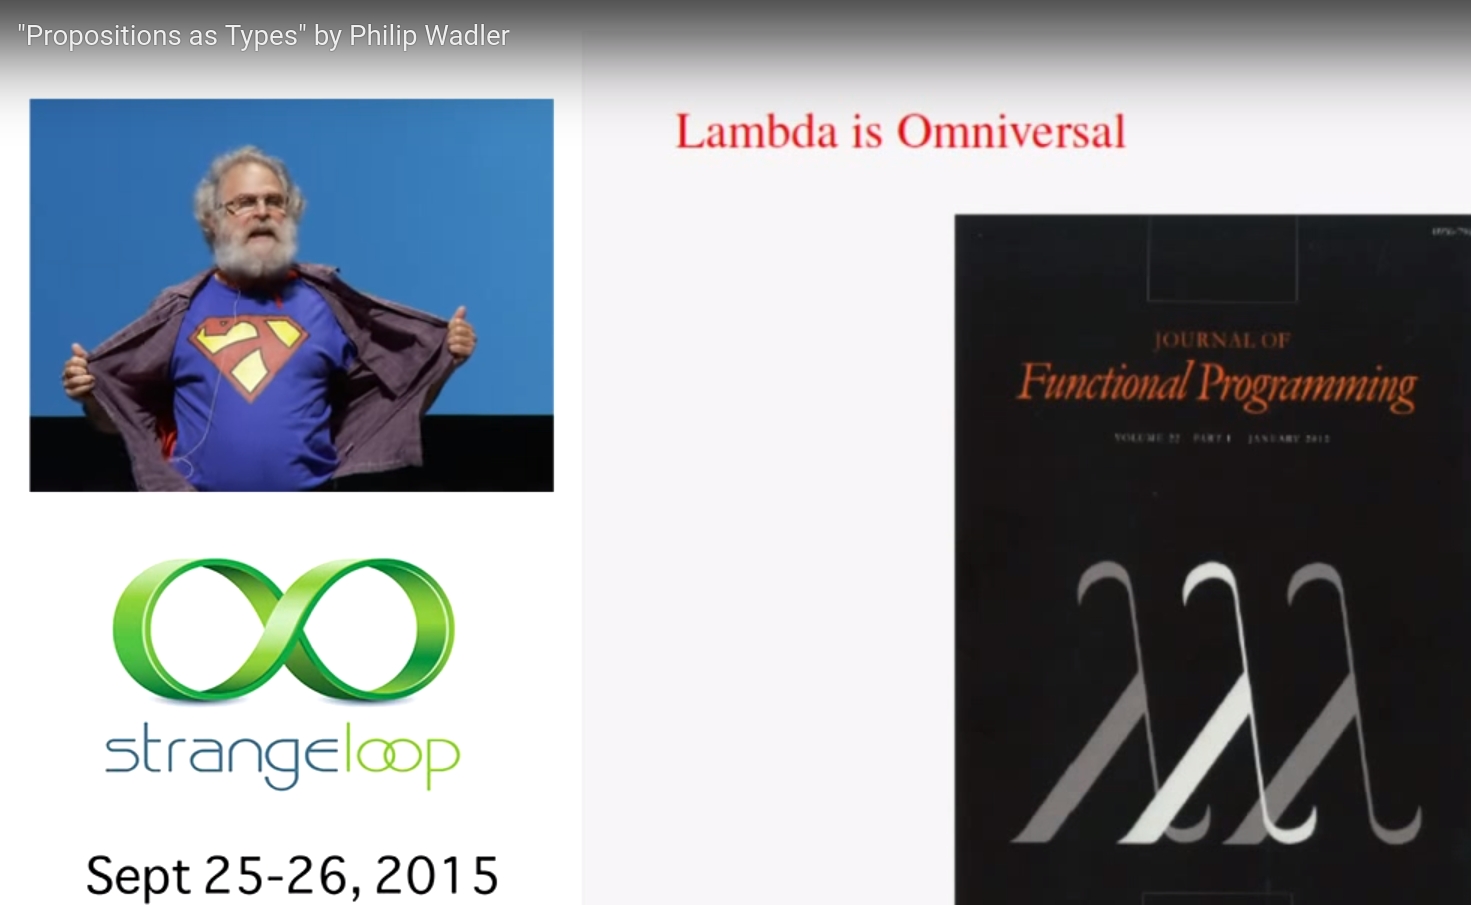 "Propositions as Types" by Philip Wadler
Lambda is Omniversal
JOURNAL OF
Functional Programming
VOLUME 22 PART 1 JANUARY 2012
λλλ
strangeloop
Sept 25-26, 2015